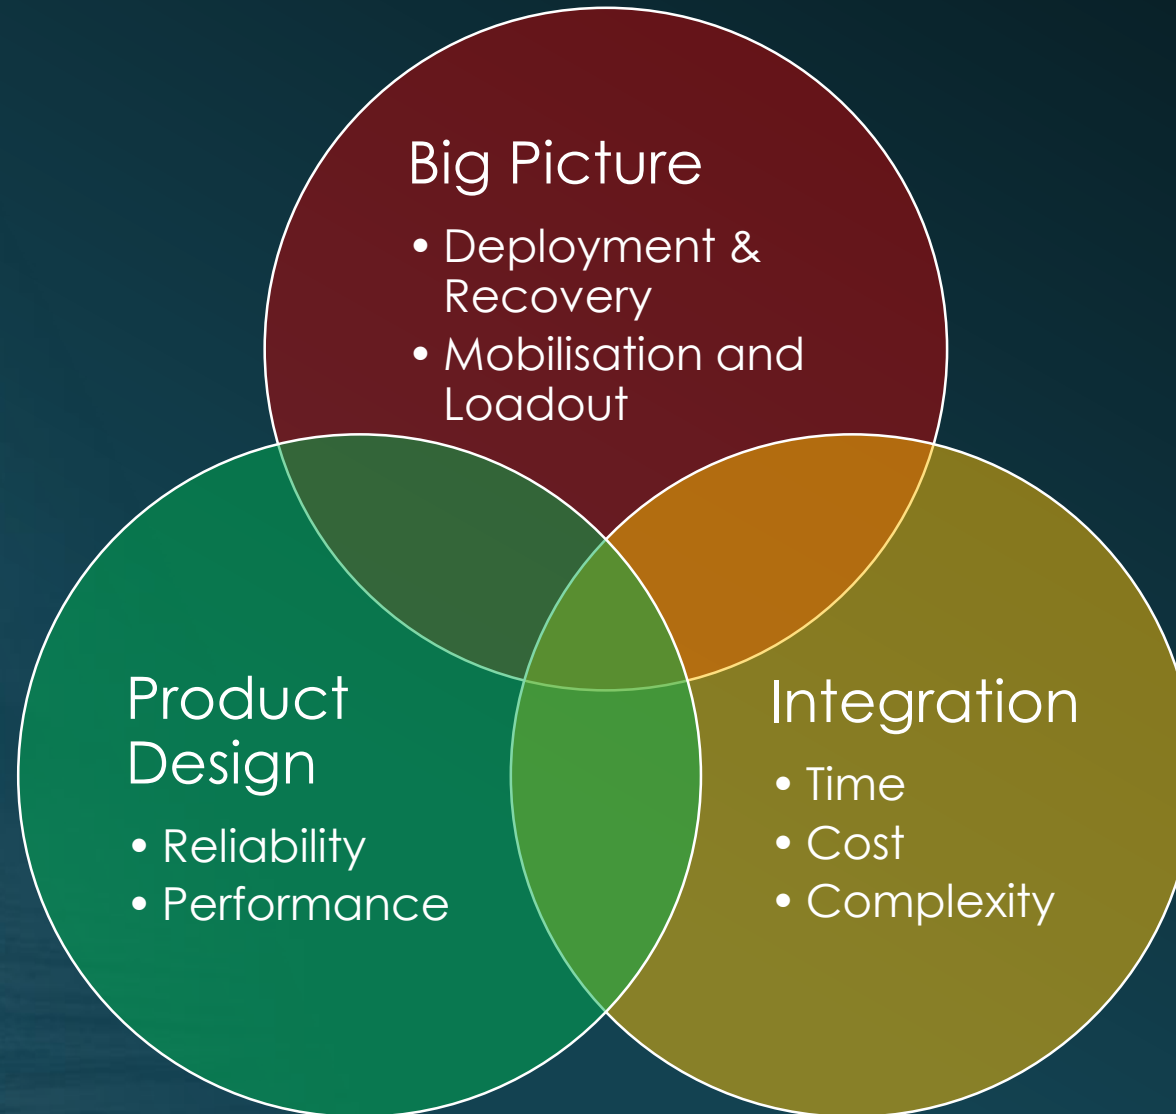 Big Picture
• Deployment &
Recovery
• Mobilisation and
Loadout
Product
Design
• Reliability
• Performance
Integration
• Time
• Cost
• Complexity